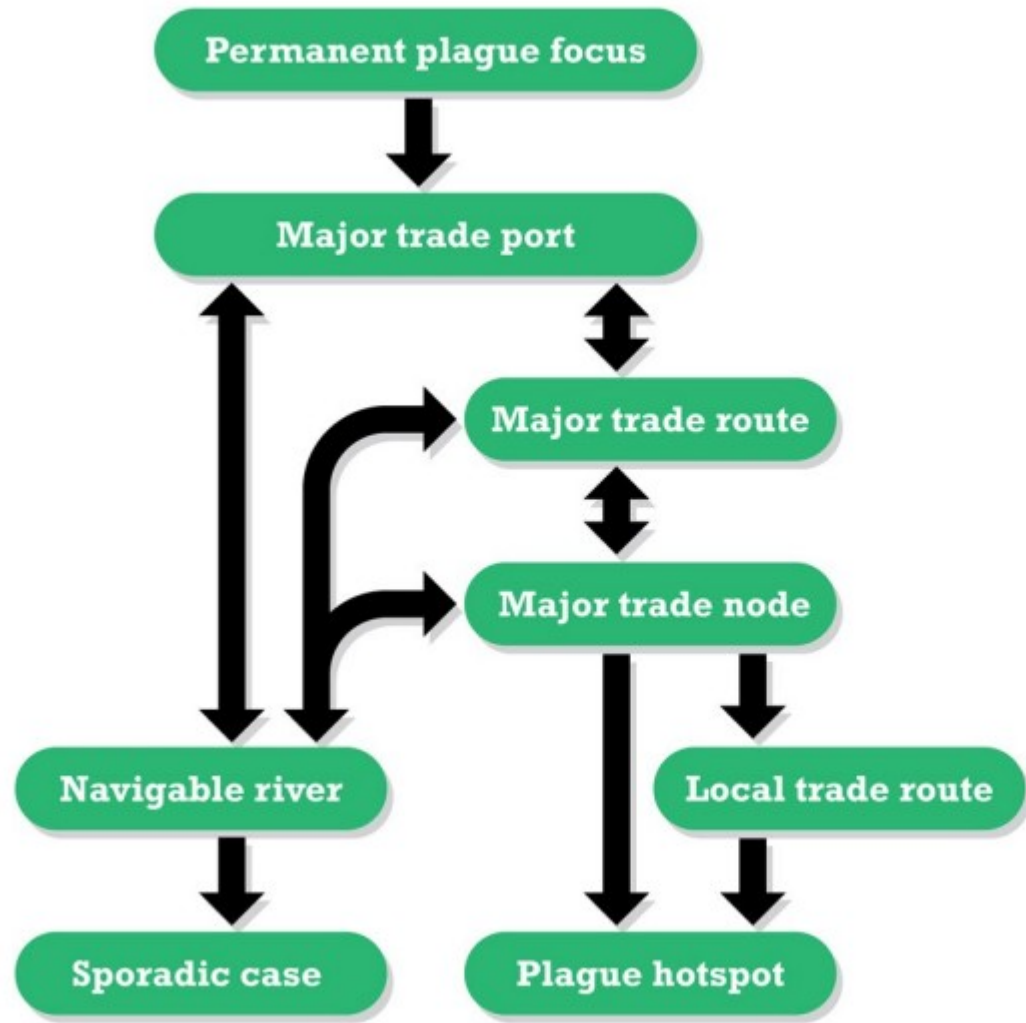 Permanent plague focus
Major trade port
Major trade route
Major trade node
Navigable river
Local trade route
Sporadic case
Plague hotspot